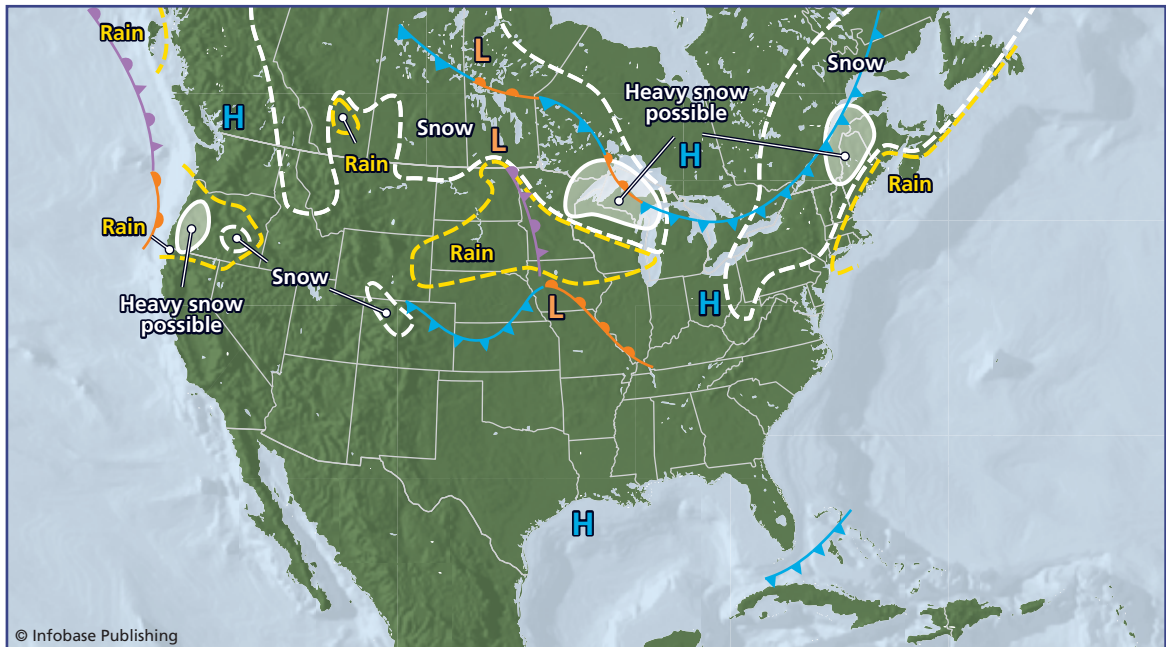 Rain
L
Snow
H
Heavy snow
possible
Snow
L
H
Rain
Rain
Rain
Rain
Snow
Heavy snow
possible
L
H
H
© Infobase Publishing